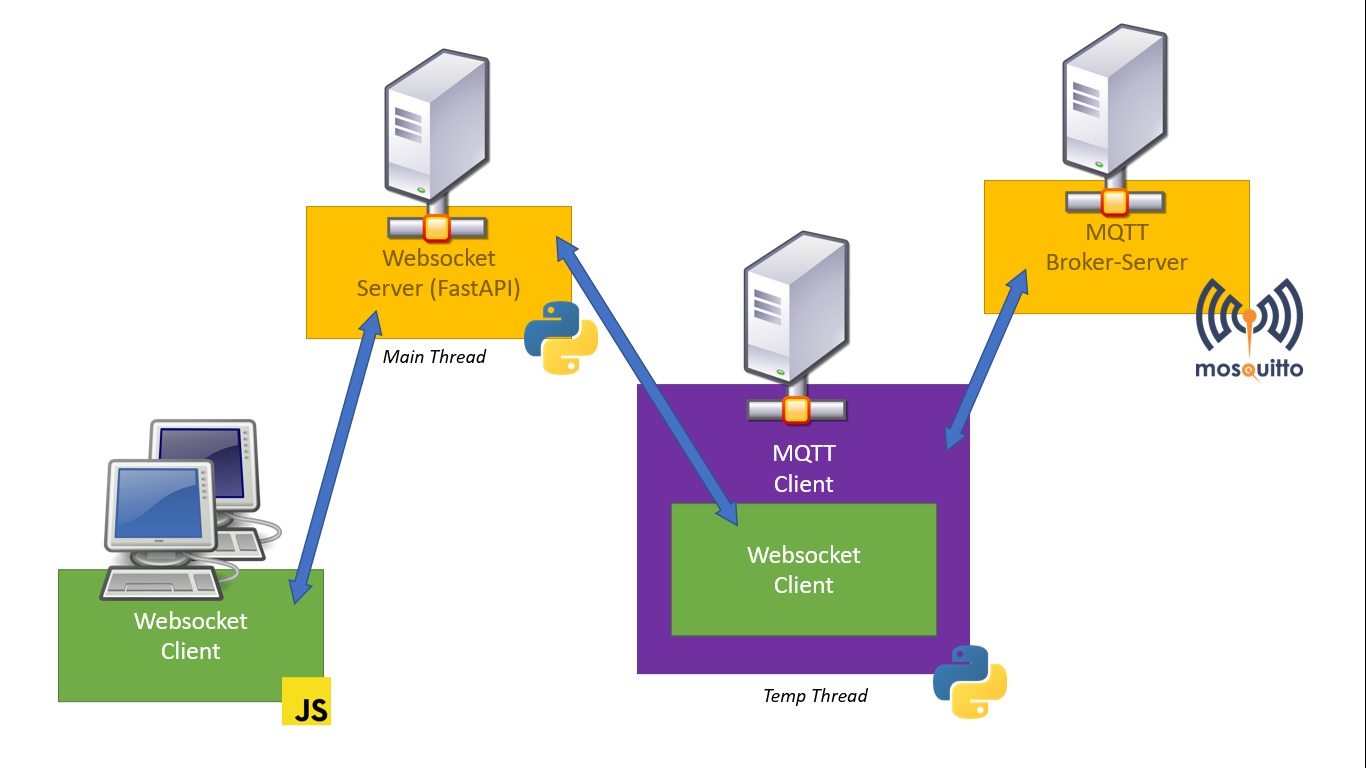 Websocket
Server (FastAPI)
Main Thread
MQTT
Broker-Server
mosquitto
MQTT
Client
Websocket
Client
Temp Thread
Websocket
Client
JS